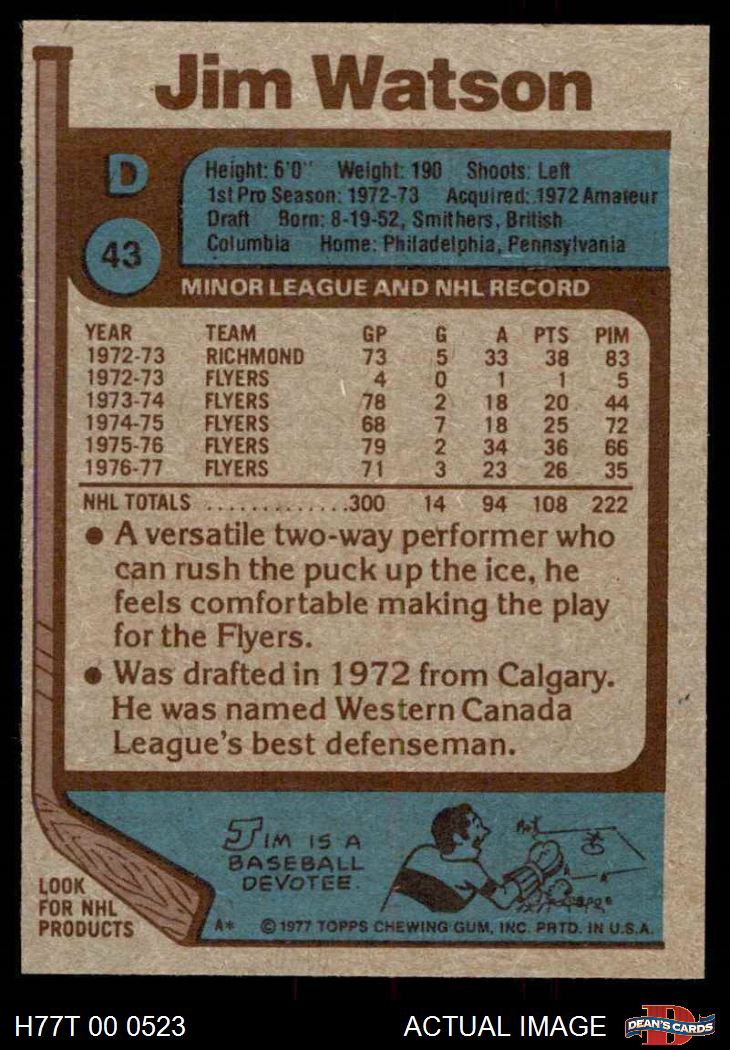 Jim Watson
D
43
Height: 6'0" Weight: 190 Shoots: Left
1st Pro Season: 1972-73 Acquired: 1972 Amateur
Draft Born: 8-19-52, Smithers, British
Columbia Home: Philadelphia, Pennsylvania
MINOR LEAGUE AND NHL RECORD
YEAR TEAM GP G A PTS PIM
1972-73 RICHMOND 73 5 33 38 83
1972-73 FLYERS 4 0 1 1 5
1973-74 FLYERS 78 2 18 20 44
1974-75 FLYERS 68 7 18 25 72
1975-76 FLYERS 79 2 34 36 66
1976-77 FLYERS 71 3 23 26 35
NHL TOTALS .............300 14 94 108 222
● A versatile two-way performer who
can rush the puck up the ice, he
feels comfortable making the play
for the Flyers.
● Was drafted in 1972 from Calgary.
He was named Western Canada
League's best defenseman.
JIM IS A
BASEBALL
DEVOTEE.
LOOK
FOR NHL
PRODUCTS
A* © 1977 TOPPS CHEWING GUM, INC. PRTD. IN U.S.A.
H77T 00 0523 ACTUAL IMAGE
D
DEAN'S CARDS